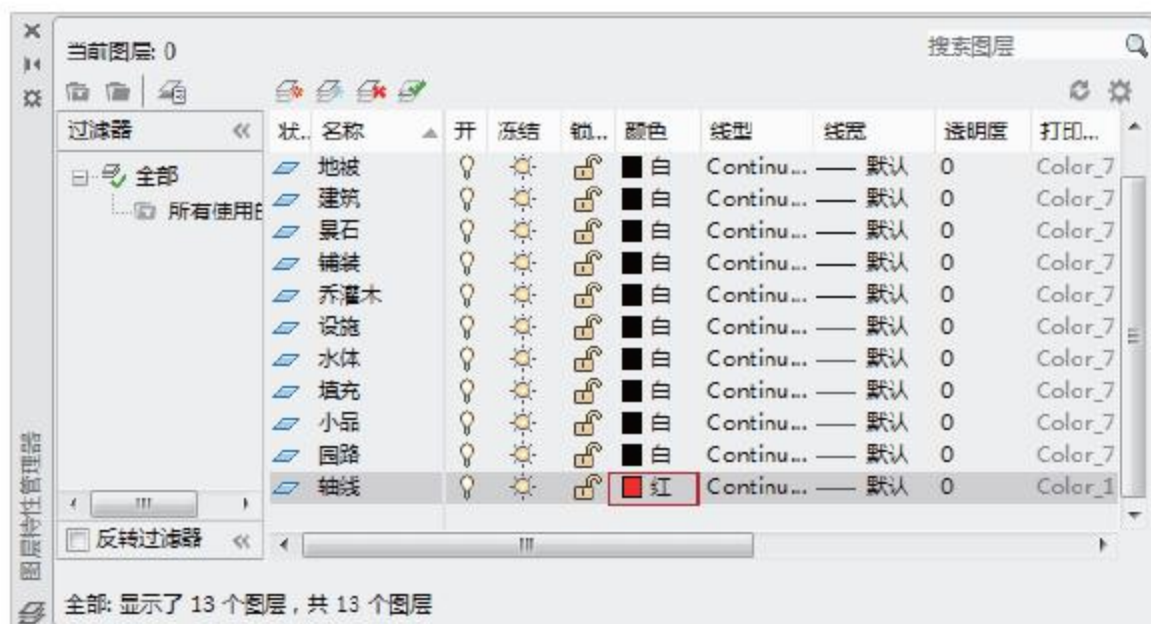 当前图层: 0
搜索图层
过滤器
状.. 名称 开 冻结 锁... 颜色 线型 线宽 透明度 打印...
全部
所有使用的
地被 白 Continu... 默认 0 Color_7
建筑 白 Continu... 默认 0 Color_7
景石 白 Continu... 默认 0 Color_7
铺装 白 Continu... 默认 0 Color_7
乔灌木 白 Continu... 默认 0 Color_7
设施 白 Continu... 默认 0 Color_7
水体 白 Continu... 默认 0 Color_7
填充 白 Continu... 默认 0 Color_7
小品 白 Continu... 默认 0 Color_7
园路 白 Continu... 默认 0 Color_7
轴线 红 Continu... 默认 0 Color_1
反转过滤器
图层特性管理器
全部: 显示了 13 个图层，共 13 个图层